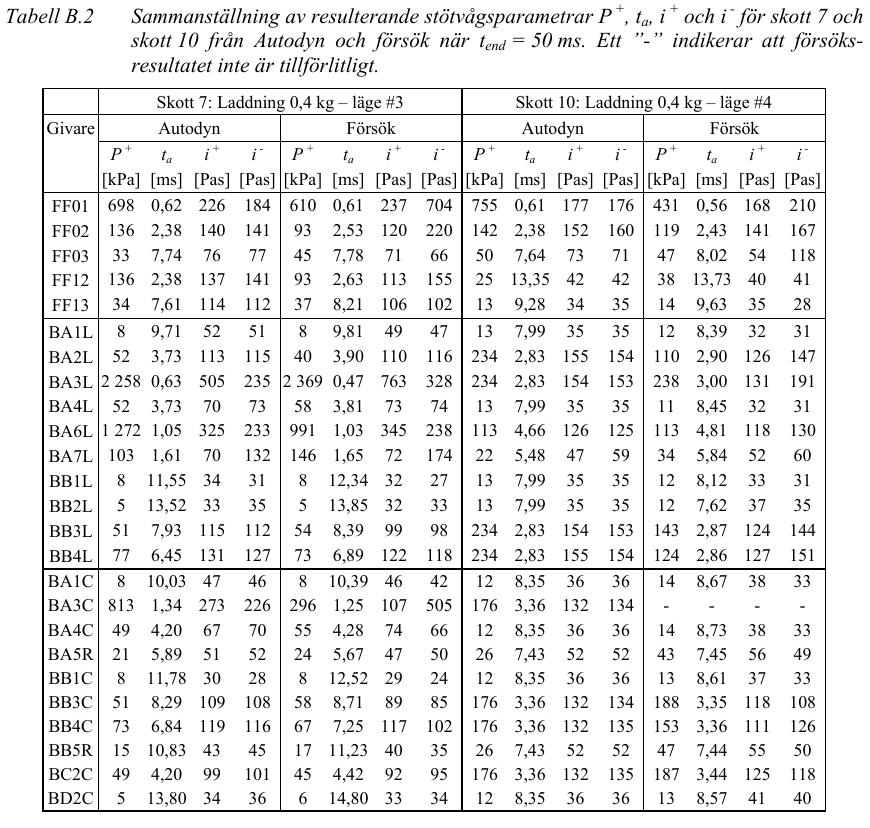 Tabell B.2 Sammanställning av resulterande stötvågsparametrar P+, ta, i+ och i- för skott 7 och
skott 10 från Autodyn och försök när tend = 50 ms. Ett ”-” indikerar att försöks-
resultatet inte är tillförlitligt.
Skott 7: Laddning 0,4 kg – läge #3 Skott 10: Laddning 0,4 kg – läge #4
Givare Autodyn Försök Autodyn Försök
P+ ta i+ i- P+ ta i+ i- P+ ta i+ i- P+ ta i+ i-
[kPa] [ms] [Pas] [Pas] [kPa] [ms] [Pas] [Pas] [kPa] [ms] [Pas] [Pas] [kPa] [ms] [Pas] [Pas]
FF01 698 0,62 226 184 610 0,61 237 704 755 0,61 177 176 431 0,56 168 210
FF02 136 2,38 140 141 93 2,53 120 220 142 2,38 152 160 119 2,43 141 167
FF03 33 7,74 76 77 45 7,78 71 66 50 7,64 73 71 47 8,02 54 118
FF12 136 2,38 137 141 93 2,63 113 155 25 13,35 42 42 38 13,73 40 41
FF13 34 7,61 114 112 37 8,21 106 102 13 9,28 34 35 14 9,63 35 28
BA1L 8 9,71 52 51 8 9,81 49 47 13 7,99 35 35 12 8,39 32 31
BA2L 52 3,73 113 115 40 3,90 110 116 234 2,83 155 154 110 2,90 126 147
BA3L 2 258 0,63 505 235 2 369 0,47 763 328 234 2,83 154 153 238 3,00 131 191
BA4L 52 3,73 70 73 58 3,81 73 74 13 7,99 35 35 11 8,45 32 31
BA6L 1 272 1,05 325 233 991 1,03 345 238 113 4,66 126 125 113 4,81 118 130
BA7L 103 1,61 70 132 146 1,65 72 174 22 5,48 47 59 34 5,84 52 60
BB1L 8 11,55 34 31 8 12,34 32 27 13 7,99 35 35 12 8,12 33 31
BB2L 5 13,52 33 35 5 13,85 32 33 13 7,99 35 35 12 7,62 37 35
BB3L 51 7,93 115 112 54 8,39 99 98 234 2,83 154 153 143 2,87 124 144
BB4L 77 6,45 131 127 73 6,89 122 118 234 2,83 155 154 124 2,86 127 151
BA1C 8 10,03 47 46 8 10,39 46 42 12 8,35 36 36 14 8,67 38 33
BA3C 813 1,34 273 226 296 1,25 107 505 176 3,36 132 134 - - - -
BA4C 49 4,20 67 70 55 4,28 74 66 12 8,35 36 36 14 8,73 38 33
BA5R 21 5,89 51 52 24 5,67 47 50 26 7,43 52 52 43 7,45 56 49
BB1C 8 11,78 30 28 8 12,52 29 24 12 8,35 36 36 13 8,61 37 33
BB3C 51 8,29 109 108 58 8,71 89 85 176 3,36 132 134 188 3,35 118 108
BB4C 73 6,84 119 116 67 7,25 117 102 176 3,36 132 135 153 3,36 111 126
BB5R 15 10,83 43 45 17 11,23 40 35 26 7,43 52 52 47 7,44 55 50
BC2C 49 4,20 99 101 45 4,42 92 95 176 3,36 132 135 187 3,44 125 118
BD2C 5 13,80 34 36 6 14,80 33 34 12 8,35 36 36 13 8,57 41 40